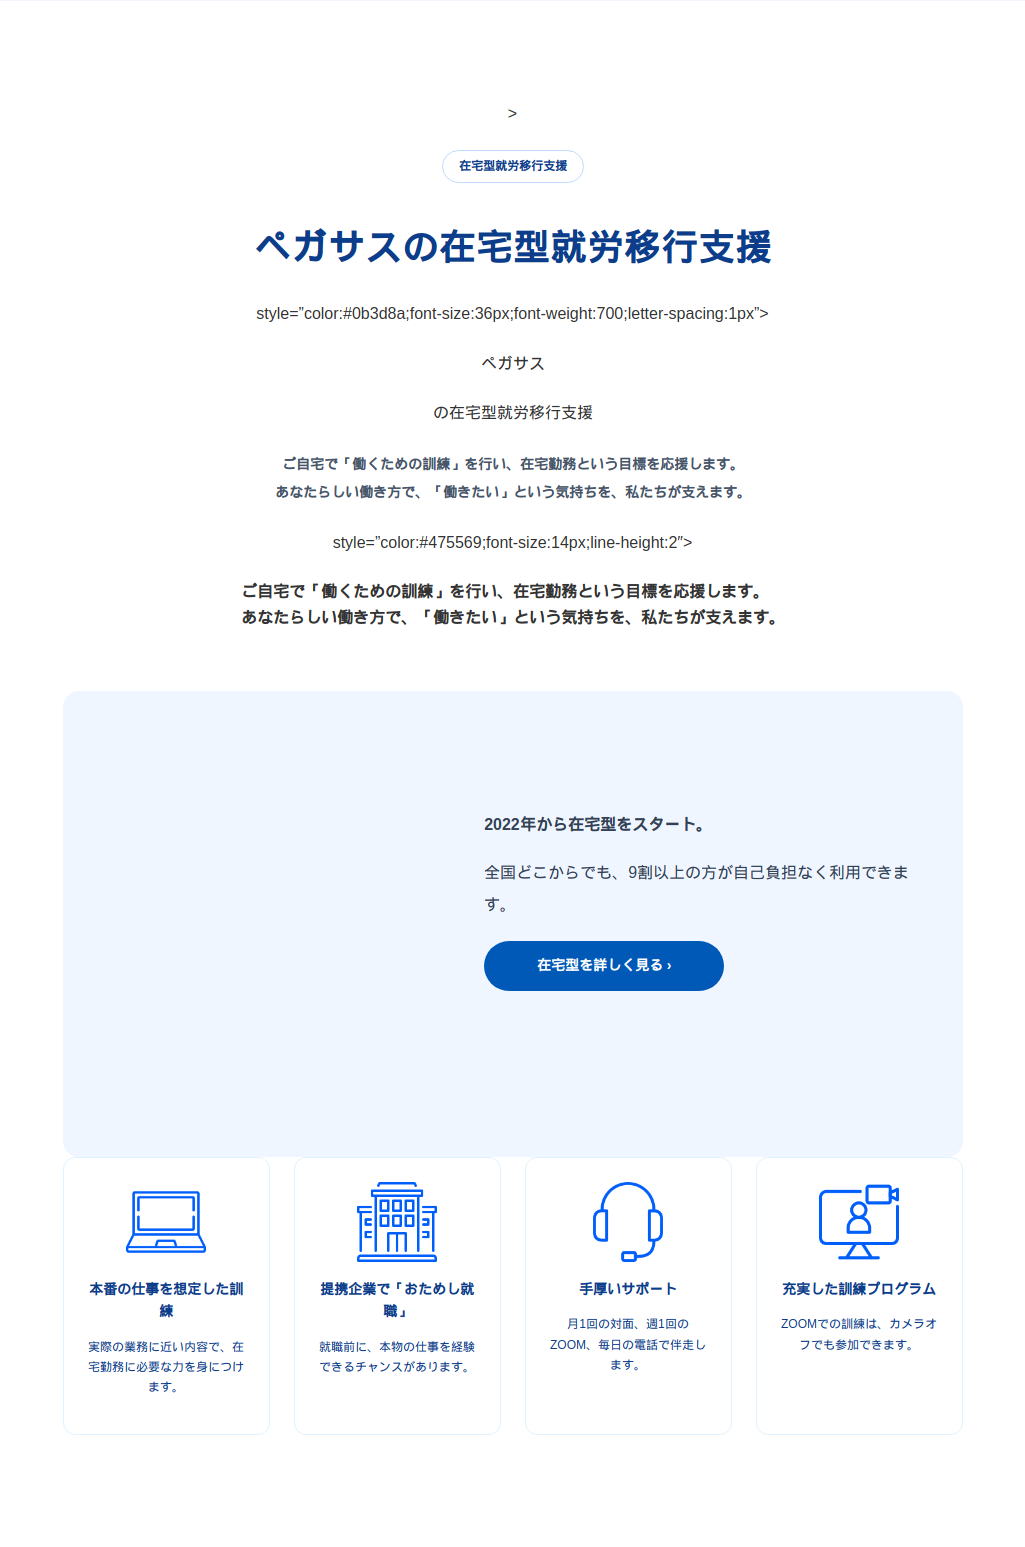 >
在宅型就労移行支援
ペガサスの在宅型就労移行支援
style=”color:#0b3d8a;font-size:36px;font-weight:700;letter-spacing:1px”>
ペガサス
の在宅型就労移行支援
ご自宅で「働くための訓練」を行い、在宅勤務という目標を応援します。
あなたらしい働き方で、「働きたい」という気持ちを、私たちが支えます。
style=”color:#475569;font-size:14px;line-height:2″>
ご自宅で「働くための訓練」を行い、在宅勤務という目標を応援します。
あなたらしい働き方で、「働きたい」という気持ちを、私たちが支えます。
2022年から在宅型をスタート。
全国どこからでも、9割以上の方が自己負担なく利用できま
す。
在宅型を詳しく見る ›
本番の仕事を想定した訓
練
実際の業務に近い内容で、在
宅勤務に必要な力を身につけ
ます。
提携企業で「おためし就
職」
就職前に、本物の仕事を経験
できるチャンスがあります。
手厚いサポート
月1回の対面、週1回の
ZOOM、毎日の電話で伴走し
ます。
充実した訓練プログラム
ZOOMでの訓練は、カメラオ
フでも参加できます。